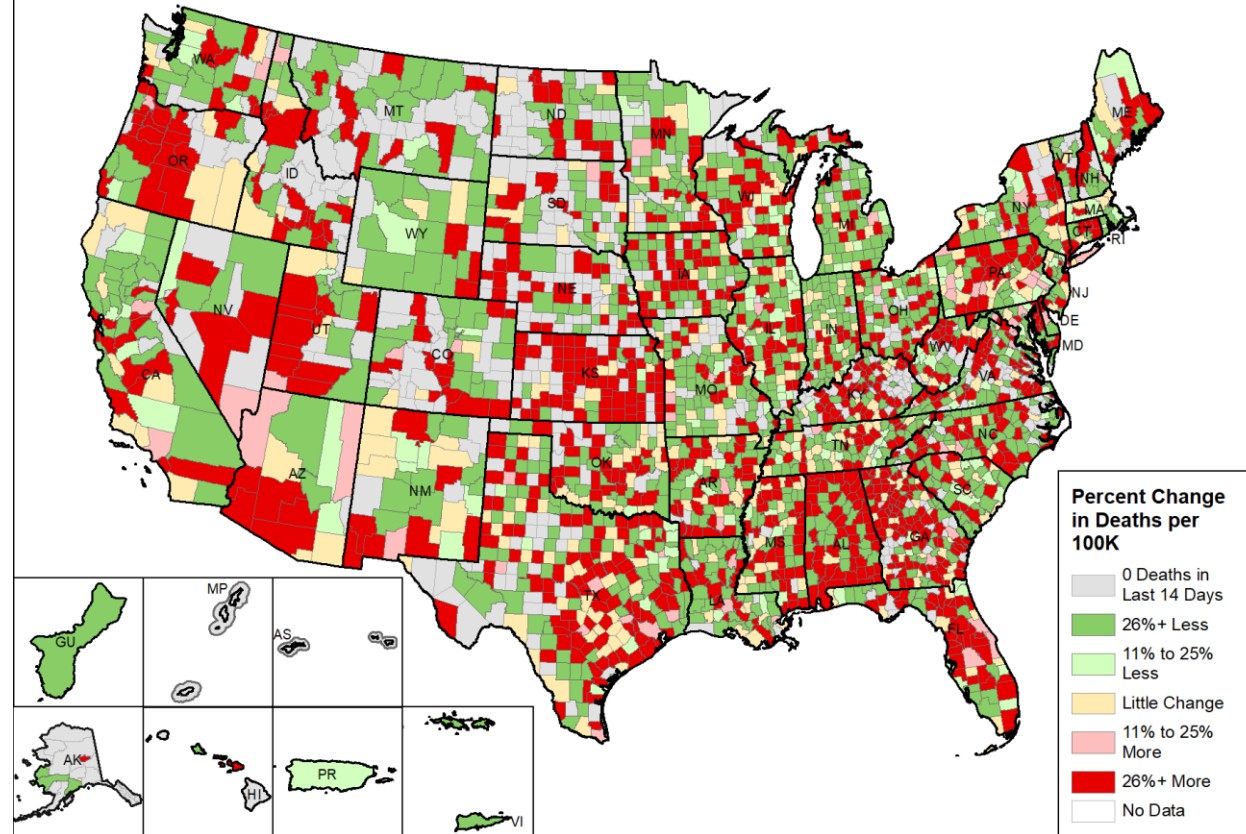 WA
MT
ND
MN
ME
OR
ID
SD
WI
MI
VT
NH
NY
MA
CT
RI
WY
IA
NE
PA
NJ
NV
UT
CO
IL
IN
OH
DE
MD
WV
VA
CA
KS
MO
KY
AZ
NM
OK
AR
TN
NC
SC
MS
AL
GA
TX
LA
FL
GU
MP
AS
AK
HI
PR
VI
Percent Change
in Deaths per
100K
0 Deaths in
Last 14 Days
26%+ Less
11% to 25%
Less
Little Change
11% to 25%
More
26%+ More
No Data